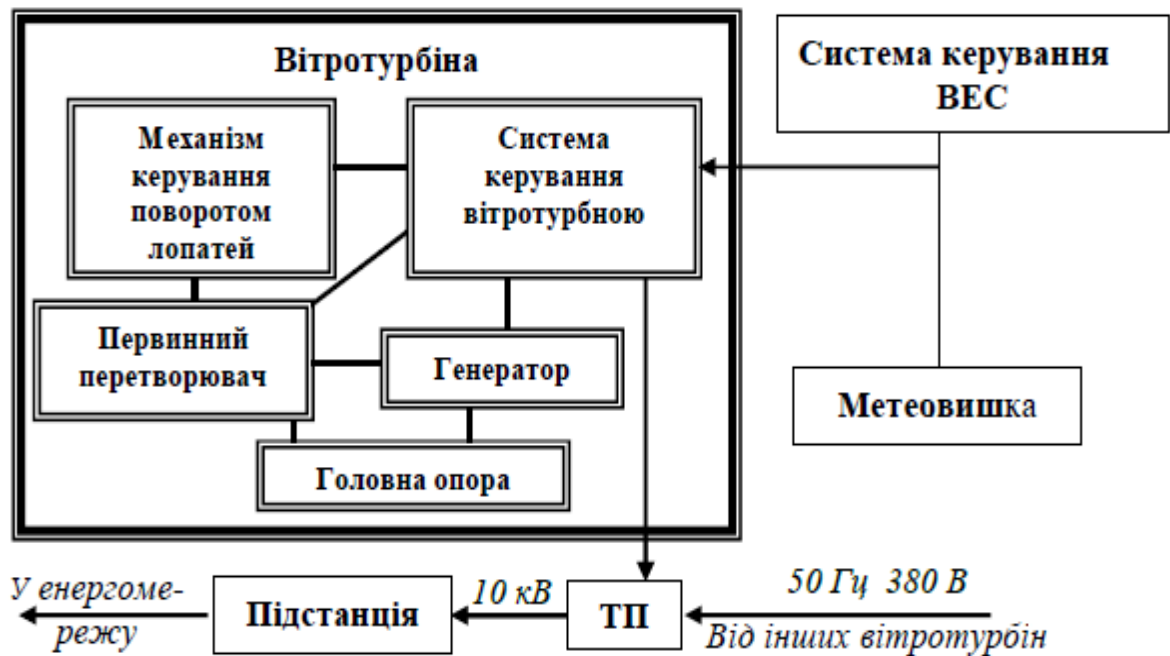 Вітротурбіна
Механізм
керування
поворотом
лопатей
Система
керування
вітротурбною
Первинний
перетворювач
Генератор
Головна опора
Система керування
ВЕС
Метеовишка
У енергоме-
режу
Підстанція
10 кВ
ТП
50 Гц 380 В
Від інших вітротурбін